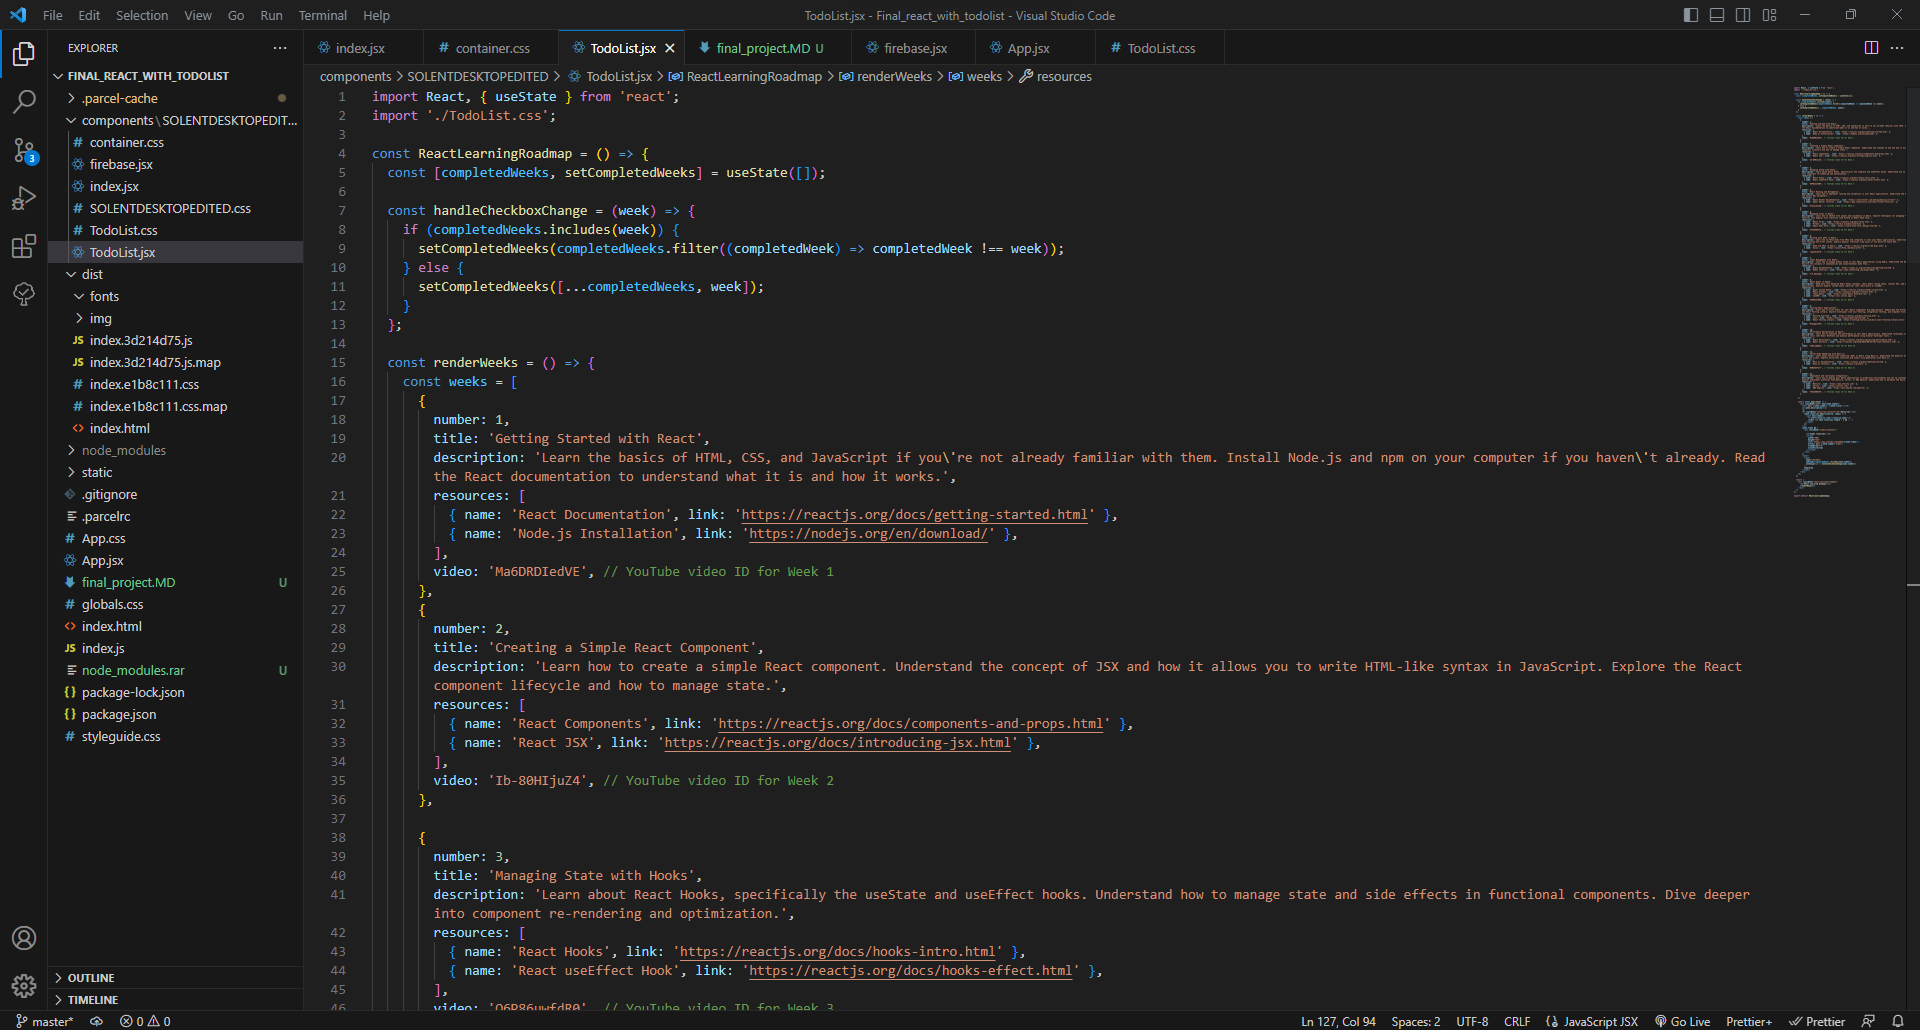 File Edit Selection View Go Run Terminal Help
TodoList.jsx - Final_react_with_todolist - Visual Studio Code
EXPLORER
FINAL_REACT_WITH_TODOLIST
.parcel-cache
components\SOLENTDESKTOPEDIT...
container.css
firebase.jsx
index.jsx
SOLENTDESKTOPEDITED.css
TodoList.css
TodoList.jsx
dist
fonts
img
index.3d214d75.js
index.3d214d75.js.map
index.e1b8c111.css
index.e1b8c111.css.map
index.html
node_modules
static
.gitignore
.parcelrc
App.css
App.jsx
final_project.MD U
globals.css
index.html
index.js
node_modules.rar U
package-lock.json
package.json
styleguide.css
OUTLINE
TIMELINE
3
index.jsx container.css TodoList.jsx final_project.MD U firebase.jsx App.jsx TodoList.css
components > SOLENTDESKTOPEDITED > TodoList.jsx > ReactLearningRoadmap > renderWeeks > weeks > resources
1 import React, { useState } from 'react';
2 import './TodoList.css';
3
4 const ReactLearningRoadmap = () => {
5 const [completedWeeks, setCompletedWeeks] = useState([]);
6
7 const handleCheckboxChange = (week) => {
8 if (completedWeeks.includes(week)) {
9 setCompletedWeeks(completedWeeks.filter((completedWeek) => completedWeek !== week));
10 } else {
11 setCompletedWeeks([...completedWeeks, week]);
12 }
13 };
14
15 const renderWeeks = () => {
16 const weeks = [
17 {
18 number: 1,
19 title: 'Getting Started with React',
20 description: 'Learn the basics of HTML, CSS, and JavaScript if you\'re not already familiar with them. Install Node.js and npm on your computer if you haven\'t already. Read
the React documentation to understand what it is and how it works.',
21 resources: [
22 { name: 'React Documentation', link: 'https://reactjs.org/docs/getting-started.html' },
23 { name: 'Node.js Installation', link: 'https://nodejs.org/en/download/' },
24 ],
25 video: 'Ma6DRDIedVE', // YouTube video ID for Week 1
26 },
27 {
28 number: 2,
29 title: 'Creating a Simple React Component',
30 description: 'Learn how to create a simple React component. Understand the concept of JSX and how it allows you to write HTML-like syntax in JavaScript. Explore the React
component lifecycle and how to manage state.',
31 resources: [
32 { name: 'React Components', link: 'https://reactjs.org/docs/components-and-props.html' },
33 { name: 'React JSX', link: 'https://reactjs.org/docs/introducing-jsx.html' },
34 ],
35 video: 'Ib-80HIjuZ4', // YouTube video ID for Week 2
36 },
37
38 {
39 number: 3,
40 title: 'Managing State with Hooks',
41 description: 'Learn about React Hooks, specifically the useState and useEffect hooks. Understand how to manage state and side effects in functional components. Dive deeper
into component re-rendering and optimization.',
42 resources: [
43 { name: 'React Hooks', link: 'https://reactjs.org/docs/hooks-intro.html' },
44 { name: 'React useEffect Hook', link: 'https://reactjs.org/docs/hooks-effect.html' },
45 ],
46 video: // YouTube video ID for Week 3
master* 0 0 Ln 127, Col 94 Spaces: 2 UTF-8 CRLF JavaScript JSX Go Live Prettier+ Prettier